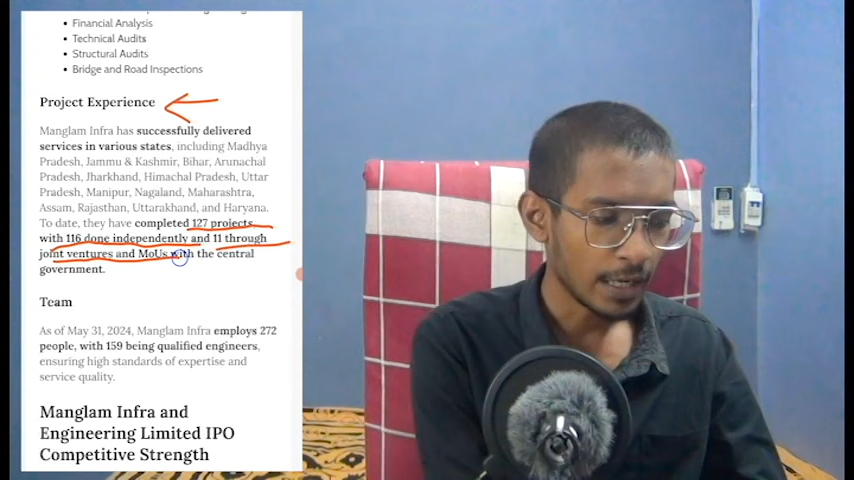 Financial Analysis
Technical Audits
Structural Audits
Bridge and Road Inspections
Project Experience
Manglam Infra has successfully delivered
services in various states, including Madhya
Pradesh, Jammu & Kashmir, Bihar, Arunachal
Pradesh, Jharkhand, Himachal Pradesh, Uttar
Pradesh, Manipur, Nagaland, Maharashtra,
Assam, Rajasthan, Uttarakhand, and Haryana.
To date, they have completed 127 projects,
with 116 done independently and 11 through
joint ventures and MoUs with the central
government.
Team
As of May 31, 2024, Manglam Infra employs 272
people, with 159 being qualified engineers,
ensuring high standards of expertise and
service quality.
Manglam Infra and
Engineering Limited IPO
Competitive Strength